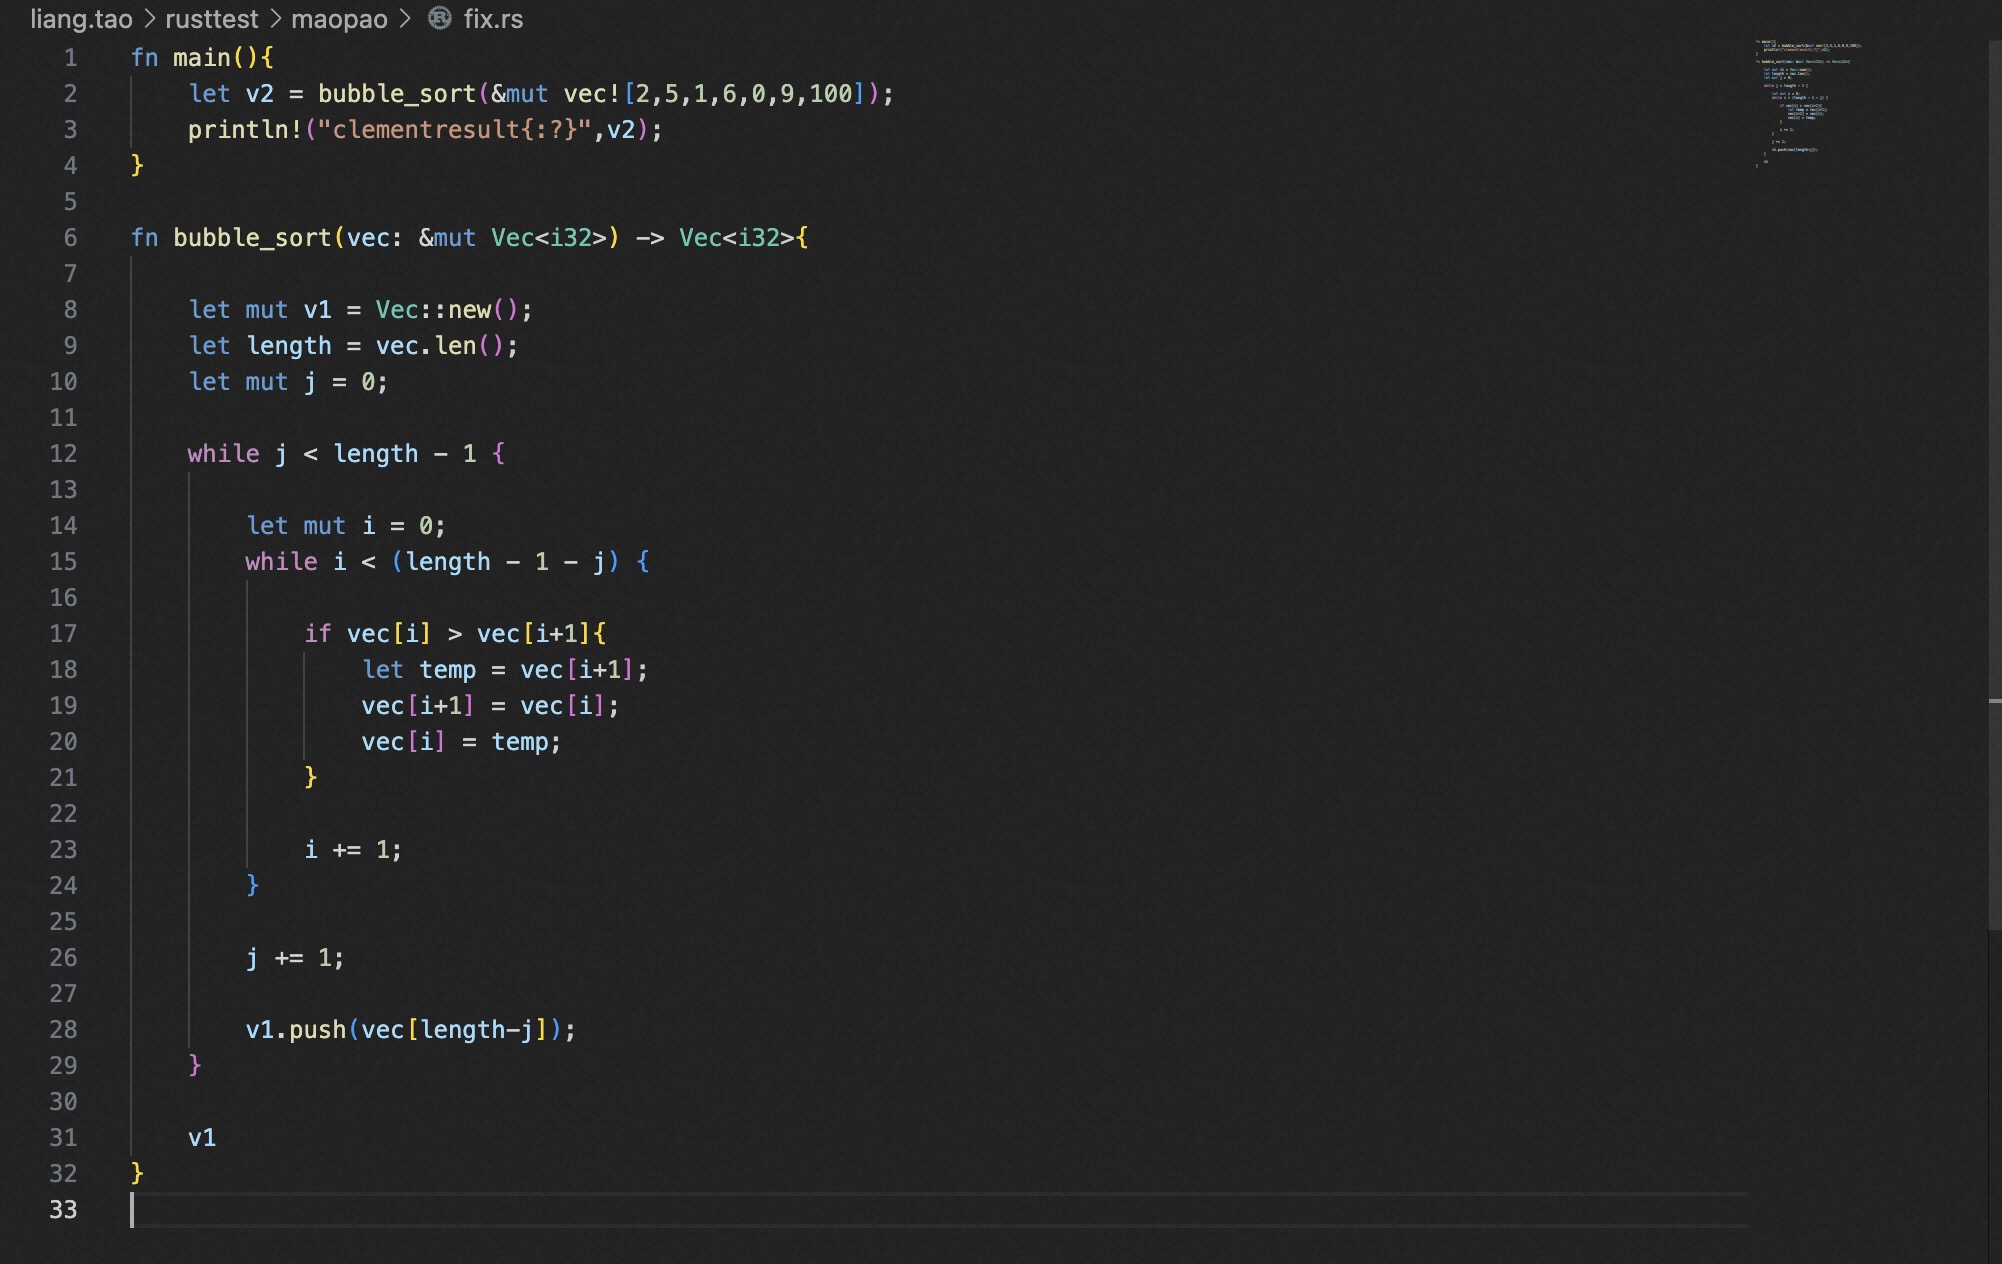 liang.tao > rusttest > maopao > fix.rs
1 fn main(){
2     let v2 = bubble_sort(&mut vec![2,5,1,6,0,9,100]);
3     println!("clementresult{:?}",v2);
4 }
5
6 fn bubble_sort(vec: &mut Vec<i32>) -> Vec<i32>{
7
8     let mut v1 = Vec::new();
9     let length = vec.len();
10     let mut j = 0;
11
12     while j < length - 1 {
13
14         let mut i = 0;
15         while i < (length - 1 - j) {
16
17             if vec[i] > vec[i+1]{
18                 let temp = vec[i+1];
19                 vec[i+1] = vec[i];
20                 vec[i] = temp;
21             }
22
23             i += 1;
24         }
25
26         j += 1;
27
28         v1.push(vec[length-j]);
29     }
30
31     v1
32 }
33